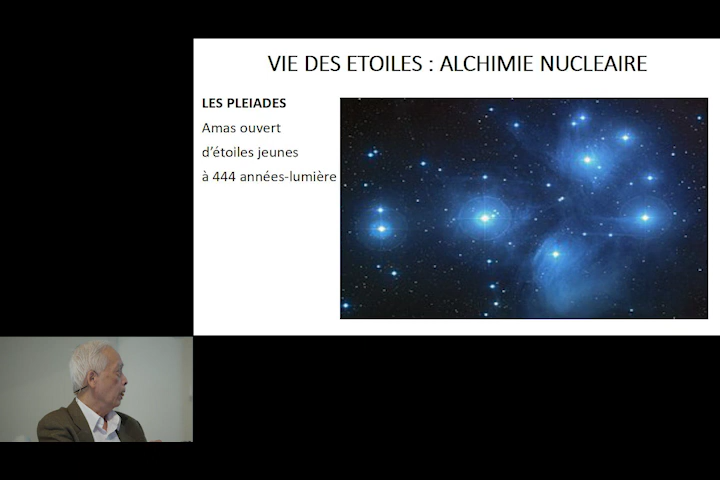 VIE DES ETOILES : ALCHIMIE NUCLEAIRE
LES PLEIADES
Amas ouvert
d’étoiles jeunes
à 444 années-lumière